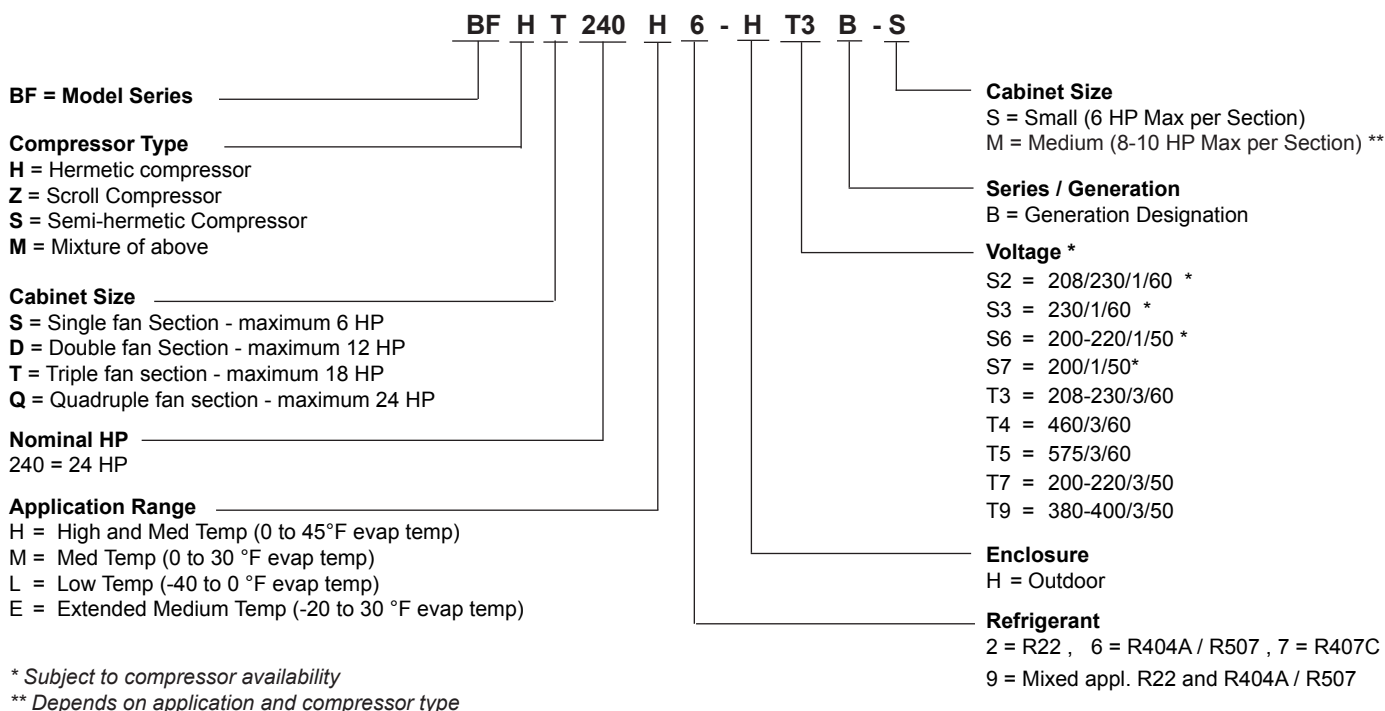 BF H T 240 H 6 - H T3 B - S
BF = Model Series
Compressor Type
H = Hermetic compressor
Z = Scroll Compressor
S = Semi-hermetic Compressor
M = Mixture of above
Cabinet Size
S = Single fan Section - maximum 6 HP
D = Double fan Section - maximum 12 HP
T = Triple fan section - maximum 18 HP
Q = Quadruple fan section - maximum 24 HP
Nominal HP
240 = 24 HP
Application Range
H = High and Med Temp (0 to 45°F evap temp)
M = Med Temp (0 to 30 °F evap temp)
L = Low Temp (-40 to 0 °F evap temp)
E = Extended Medium Temp (-20 to 30 °F evap temp)
* Subject to compressor availability
** Depends on application and compressor type
Cabinet Size
S = Small (6 HP Max per Section)
M = Medium (8-10 HP Max per Section) **
Series / Generation
B = Generation Designation
Voltage *
S2 = 208/230/1/60 *
S3 = 230/1/60 *
S6 = 200-220/1/50 *
S7 = 200/1/50*
T3 = 208-230/3/60
T4 = 460/3/60
T5 = 575/3/60
T7 = 200-220/3/50
T9 = 380-400/3/50
Enclosure
H = Outdoor
Refrigerant
2 = R22 , 6 = R404A / R507 , 7 = R407C
9 = Mixed appl. R22 and R404A / R507